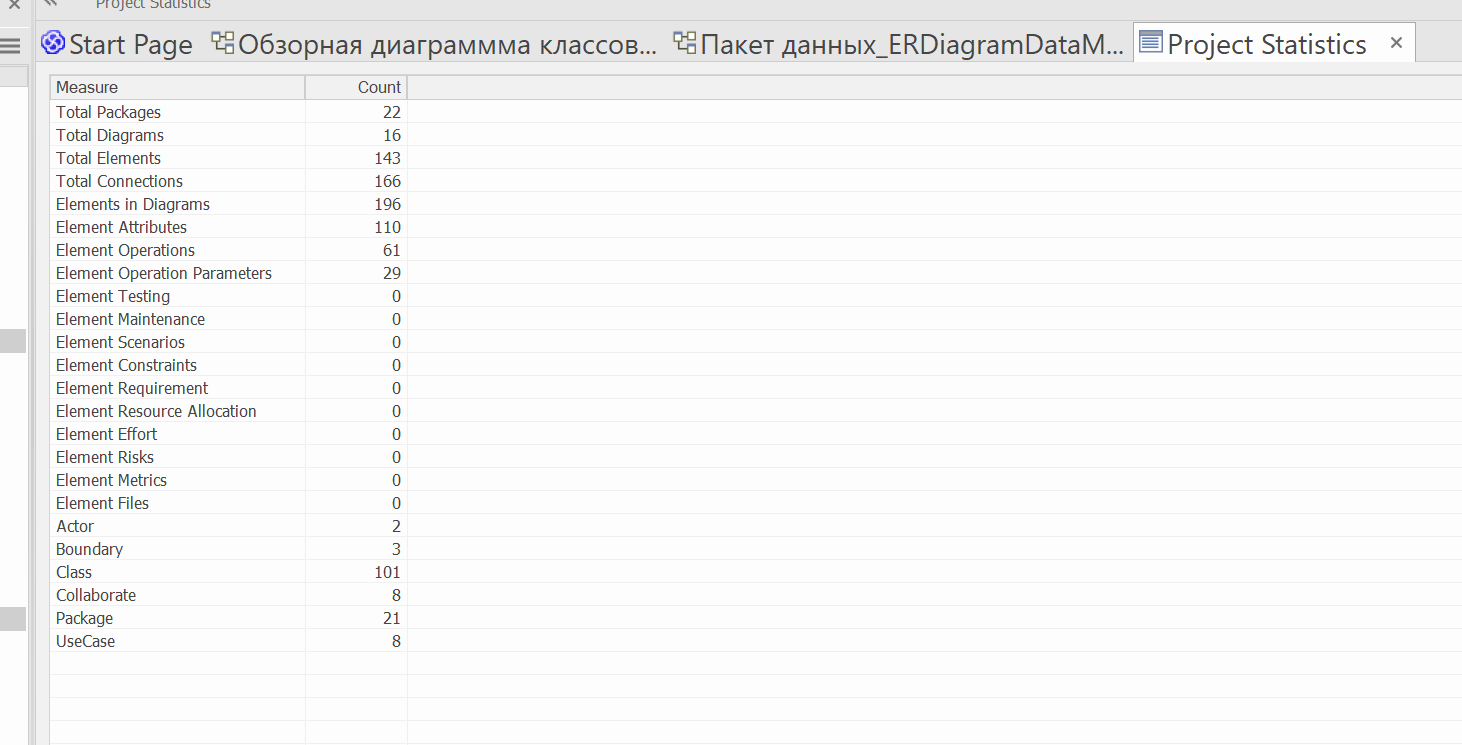 Project Statistics
Start Page Обзорная диаграммма классов... Пакет данных_ERDiagramDataM... Project Statistics ×
Measure Count
Total Packages 22
Total Diagrams 16
Total Elements 143
Total Connections 166
Elements in Diagrams 196
Element Attributes 110
Element Operations 61
Element Operation Parameters 29
Element Testing 0
Element Maintenance 0
Element Scenarios 0
Element Constraints 0
Element Requirement 0
Element Resource Allocation 0
Element Effort 0
Element Risks 0
Element Metrics 0
Element Files 0
Actor 2
Boundary 3
Class 101
Collaborate 8
Package 21
UseCase 8